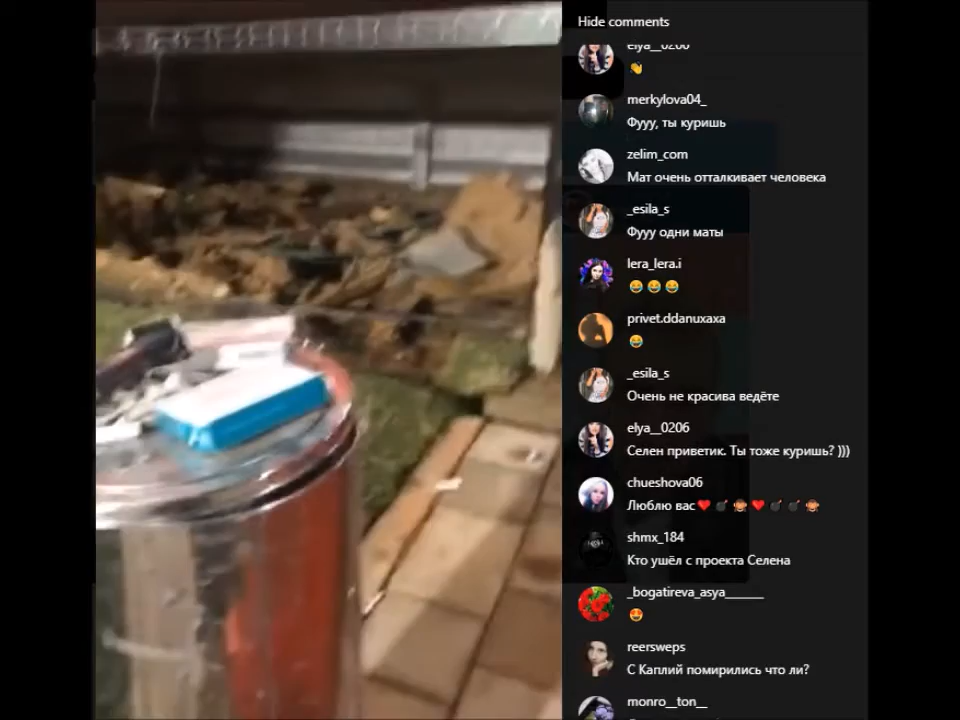 Hide comments
elya__0206
👏
merkylova04_
Фууу, ты куришь
zelim_com
Мат очень отталкивает человека
_esila_s
Фууу одни маты
lera_lera.i
😂😂😂
privet.ddanuxaxa
😂
_esila_s
Очень не красива ведёте
elya__0206
Селен приветик. Ты тоже куришь? )))
chueshova06
Люблю вас❤️💣🙊❤️💣💣🙊
shmx_184
Кто ушёл с проекта Селена
_bogatireva_asya______
😍
reersweps
С Каплий помирились что ли?
monro__ton__